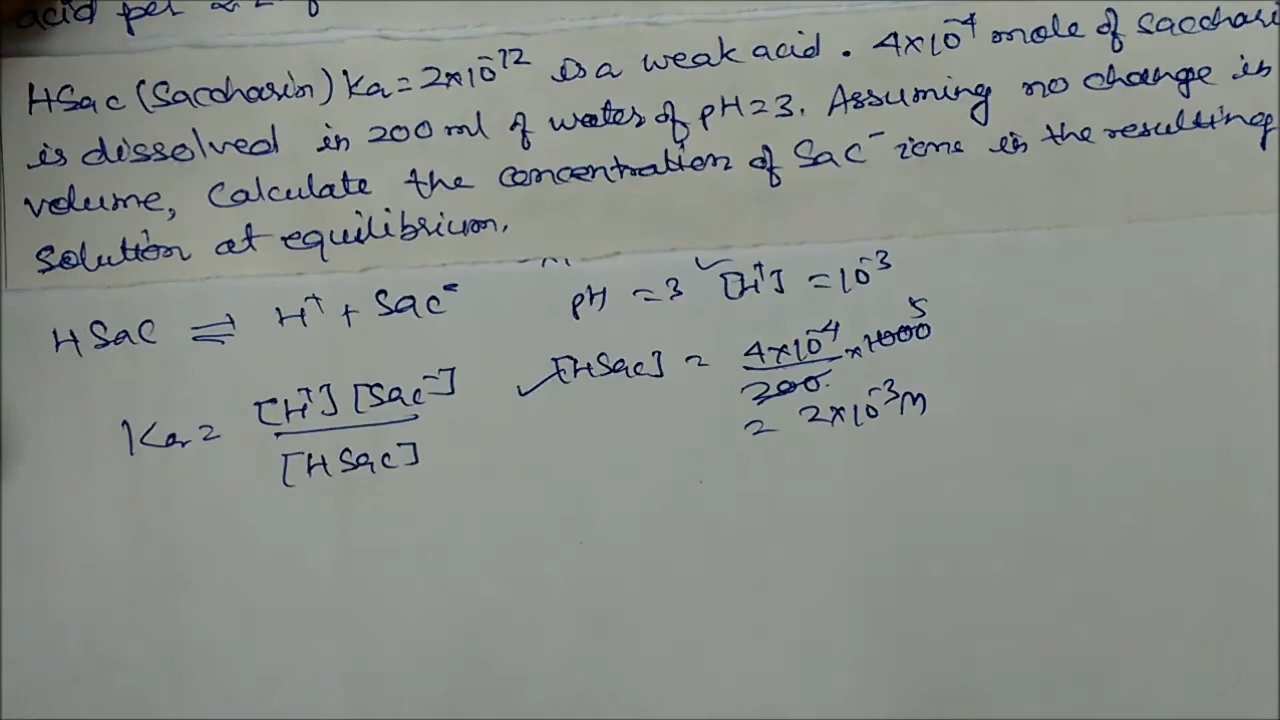 acid per
HSac (Saccharin) Ka = 2×10⁻¹² is a weak acid. 4×10⁻⁴ mole of sacchari
is dissolved in 200 ml of water of pH = 3. Assuming no change in
volume, Calculate the concentration of Sac⁻ ions in the resulting
solution at equilibrium.
HSac ⇌ H⁺ + Sac⁻
pH = 3 ✓[H⁺] = 10⁻³
Ka = [H⁺] [Sac⁻] / [HSac]
✓[HSac] = 4×10⁻⁴ / 200 × 1000 5
= 2×10⁻³ M